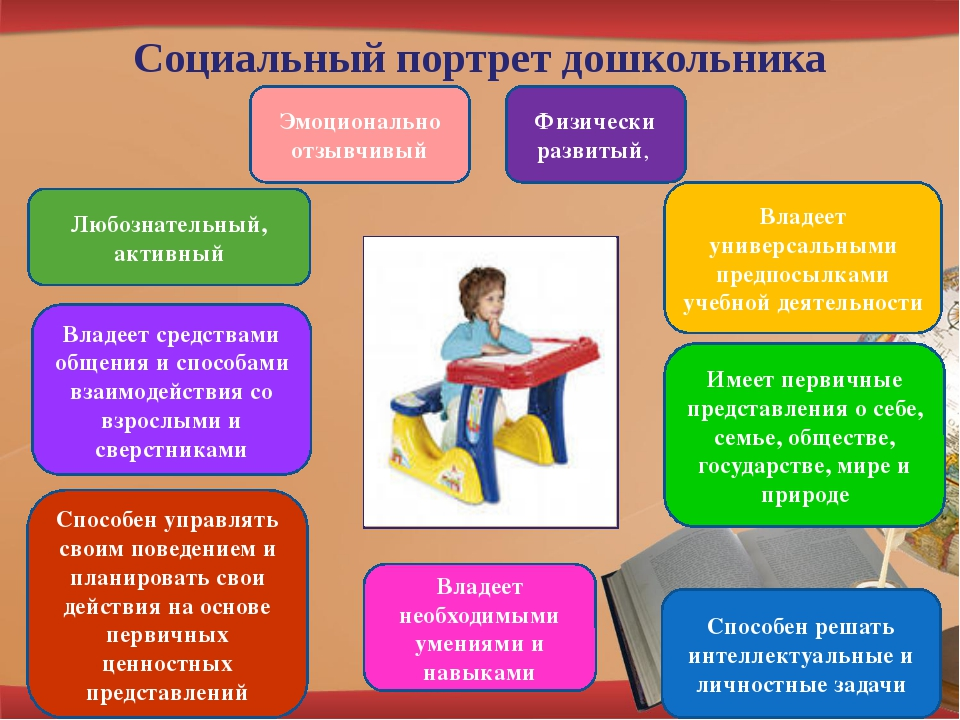 Социальный портрет дошкольника
Эмоционально
отзывчивый
Физически
развитый,
Любознательный,
активный
Владеет
универсальными
предпосылками
учебной деятельности
Владеет средствами
общения и способами
взаимодействия со
взрослыми и
сверстниками
Имеет первичные
представления о себе,
семье, обществе,
государстве, мире и
природе
Способен управлять
своим поведением и
планировать свои
действия на основе
первичных
ценностных
представлений
Владеет
необходимыми
умениями и
навыками
Способен решать
интеллектуальные и
личностные задачи